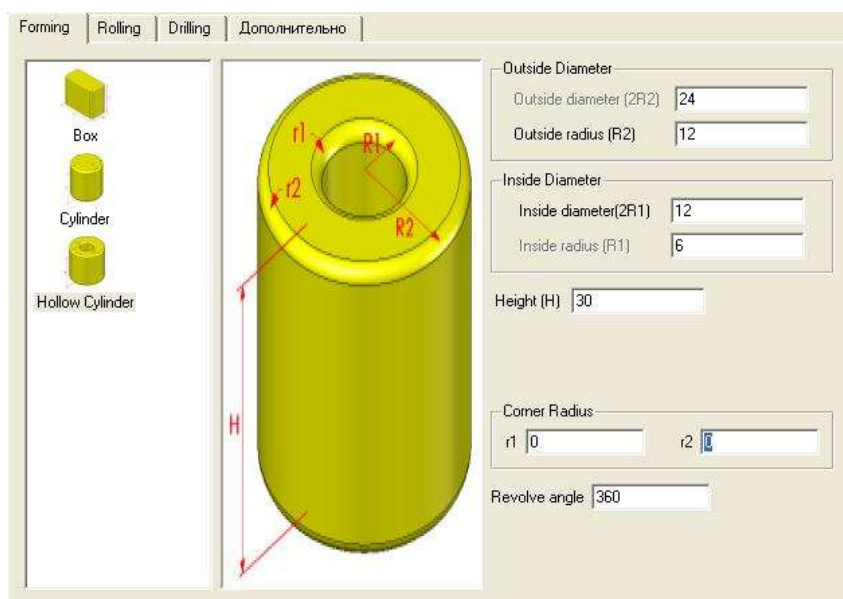 Forming Rolling Drilling Дополнительно
Box
Cylinder
Hollow Cylinder
r1
R1
r2
R2
H
Outside Diameter
Outside diameter (2R2) 24
Outside radius (R2) 12
Inside Diameter
Inside diameter(2R1) 12
Inside radius (R1) 6
Height (H) 30
Corner Radius
r1 0 r2 0
Revolve angle 360